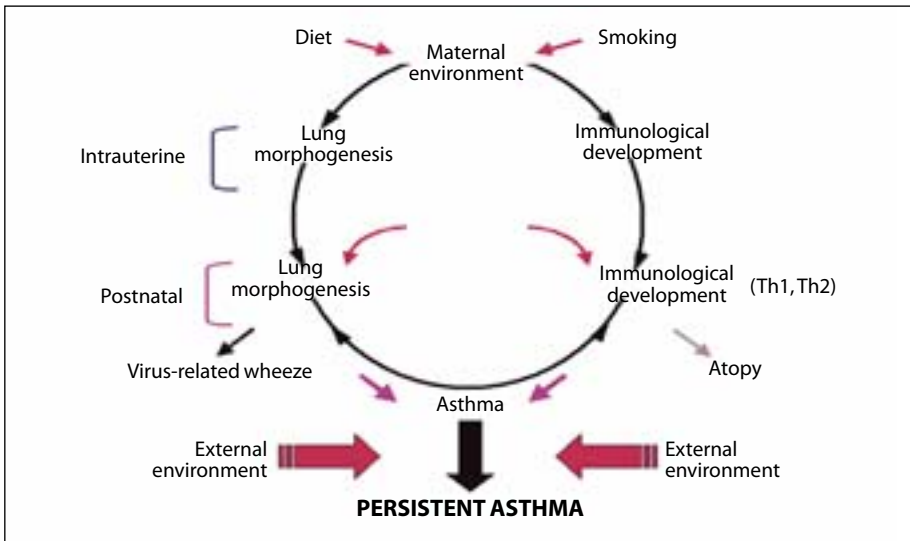 Diet
Smoking
Maternal
environment
Intrauterine
Lung
morphogenesis
Immunological
development
Postnatal
Lung
morphogenesis
Immunological
development
(Th1, Th2)
Virus-related wheeze
Atopy
Asthma
External
environment
External
environment
PERSISTENT ASTHMA